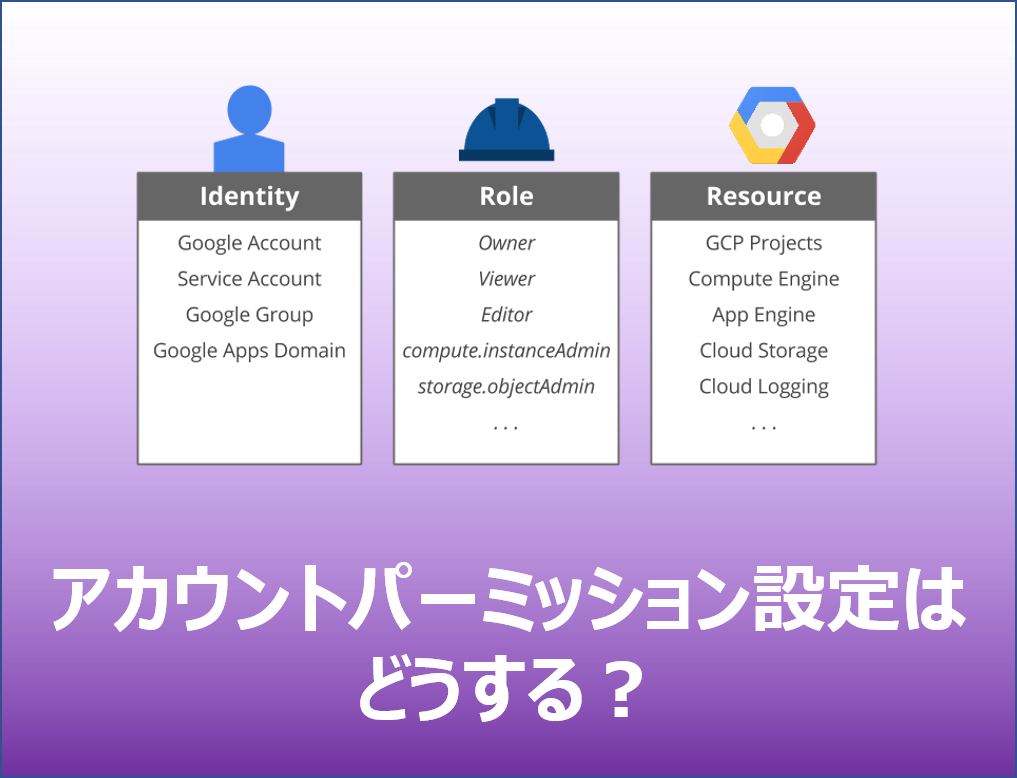 Identity
Google Account
Service Account
Google Group
Google Apps Domain
Role
Owner
Viewer
Editor
compute.instanceAdmin
storage.objectAdmin
. . .
Resource
GCP Projects
Compute Engine
App Engine
Cloud Storage
Cloud Logging
. . .
アカウントパーミッション設定は
どうする？